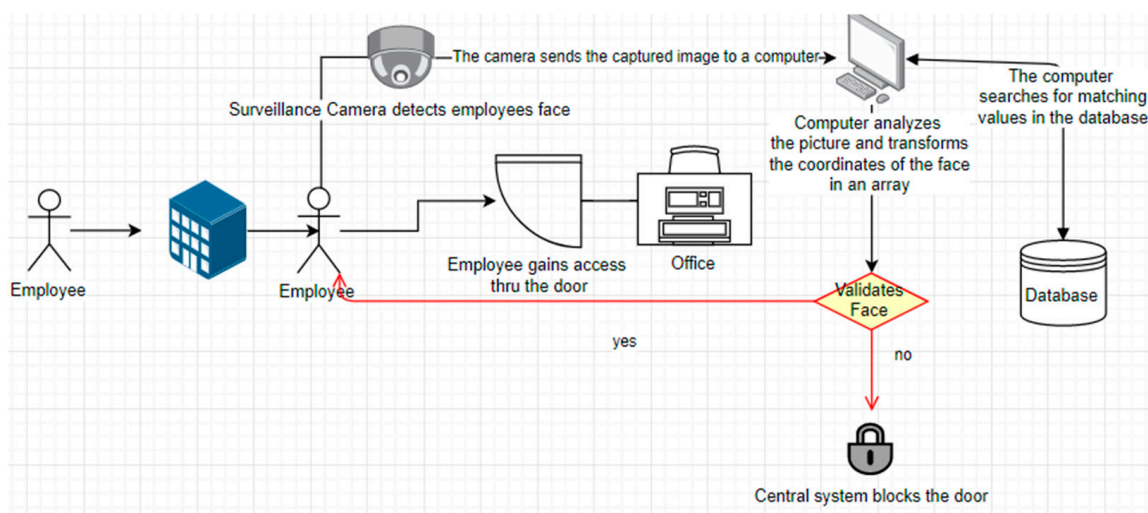 The camera sends the captured image to a computer
Surveillance Camera detects employees face
The computer
searches for matching
values in the database
Computer analyzes
the picture and transforms
the coordinates of the face
in an array
Employee
Employee
Employee gains access
thru the door
Office
Validates
Face
Database
yes
no
Central system blocks the door